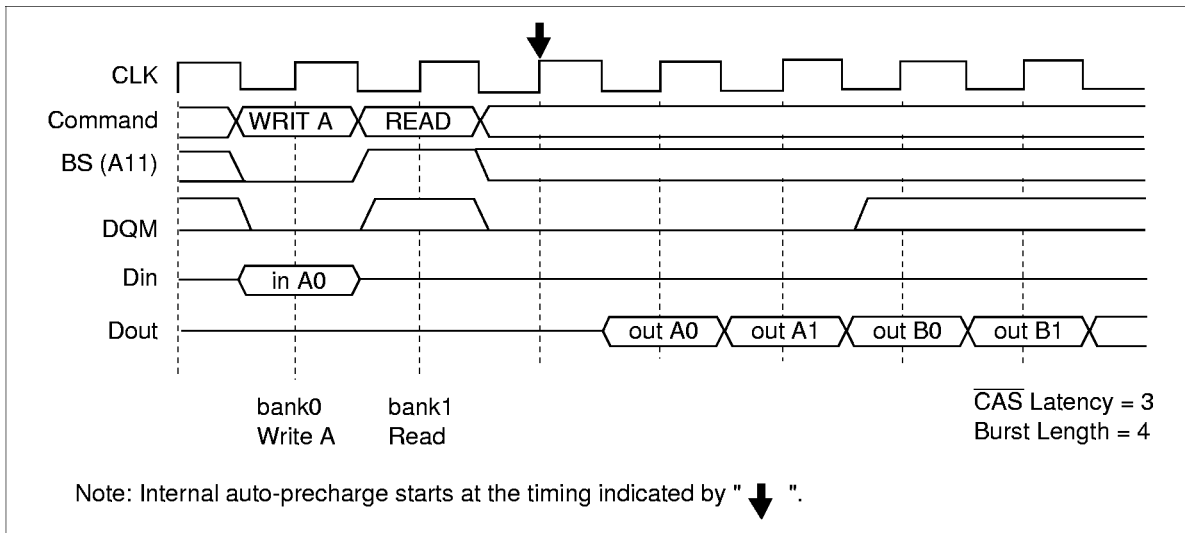 CLK
Command WRIT A READ
BS (A11)
DQM
Din in A0
Dout out A0 out A1 out B0 out B1
bank0 bank1
Write A Read
CAS Latency = 3
Burst Length = 4
Note: Internal auto-precharge starts at the timing indicated by " ".